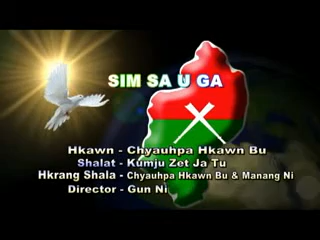 SIM SA U GA
Hkawn - Chyauhpa Hkawn Bu
Shalat - Kumju Zet Ja Tu
Hkrang Shala - Chyauhpa Hkawn Bu & Manang Ni
Director - Gun Ni